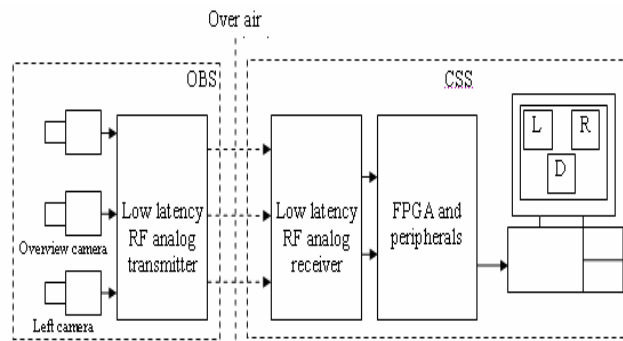 Over air
OBS
CSS
L
R
D
Low latency
RF analog
transmitter
Low latency
RF analog
receiver
FPGA and
peripherals
Overview camera
Left camera